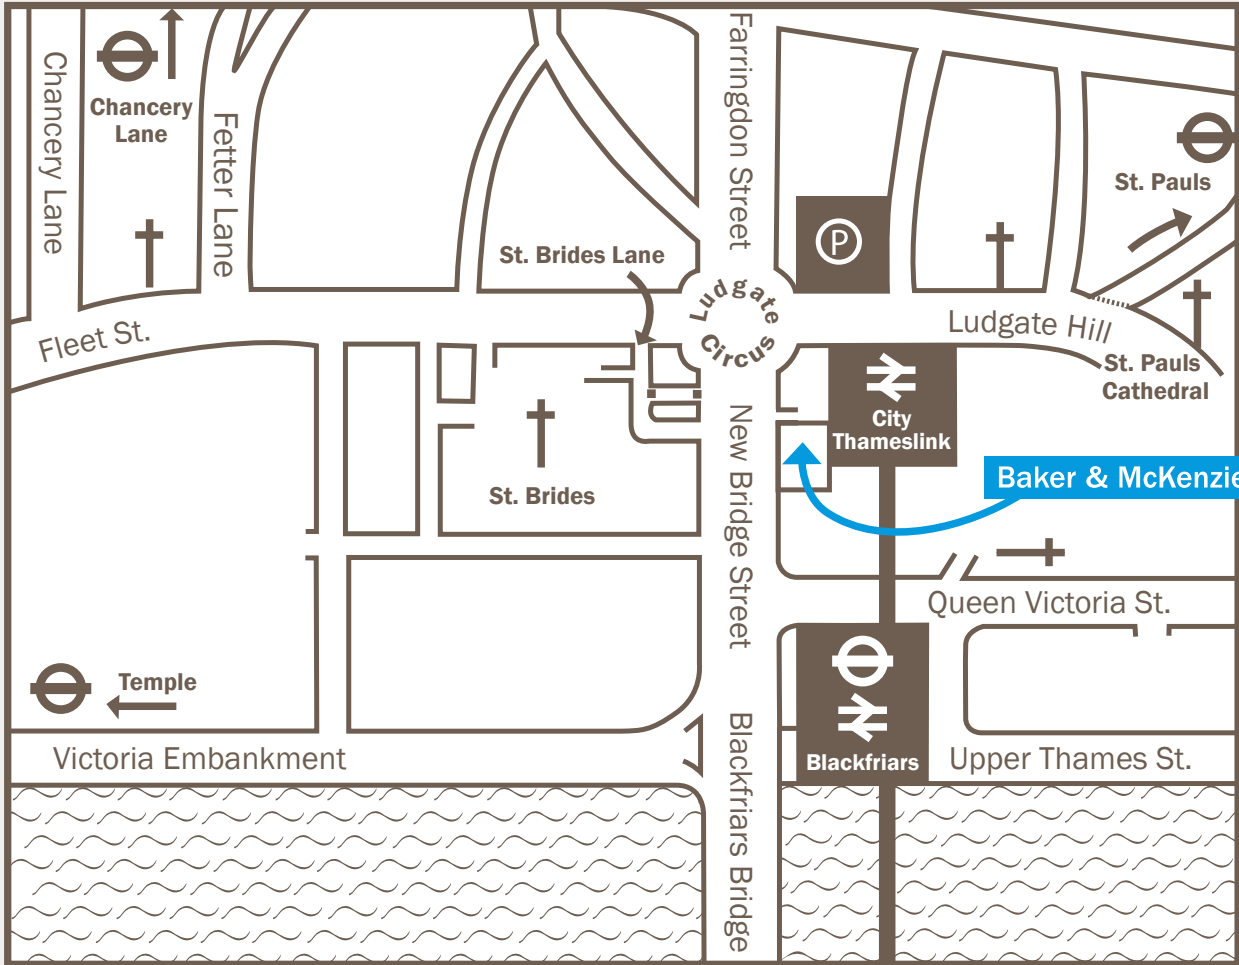 Chancery Lane
Chancery
Lane
Fetter Lane
Farringdon Street
P
St. Pauls
St. Brides Lane
Ludgate
Circus
Fleet St.
Ludgate Hill
St. Pauls
Cathedral
City
Thameslink
New Bridge Street
Baker & McKenzie
St. Brides
Queen Victoria St.
Temple
Victoria Embankment
Blackfriars Bridge
Blackfriars
Upper Thames St.